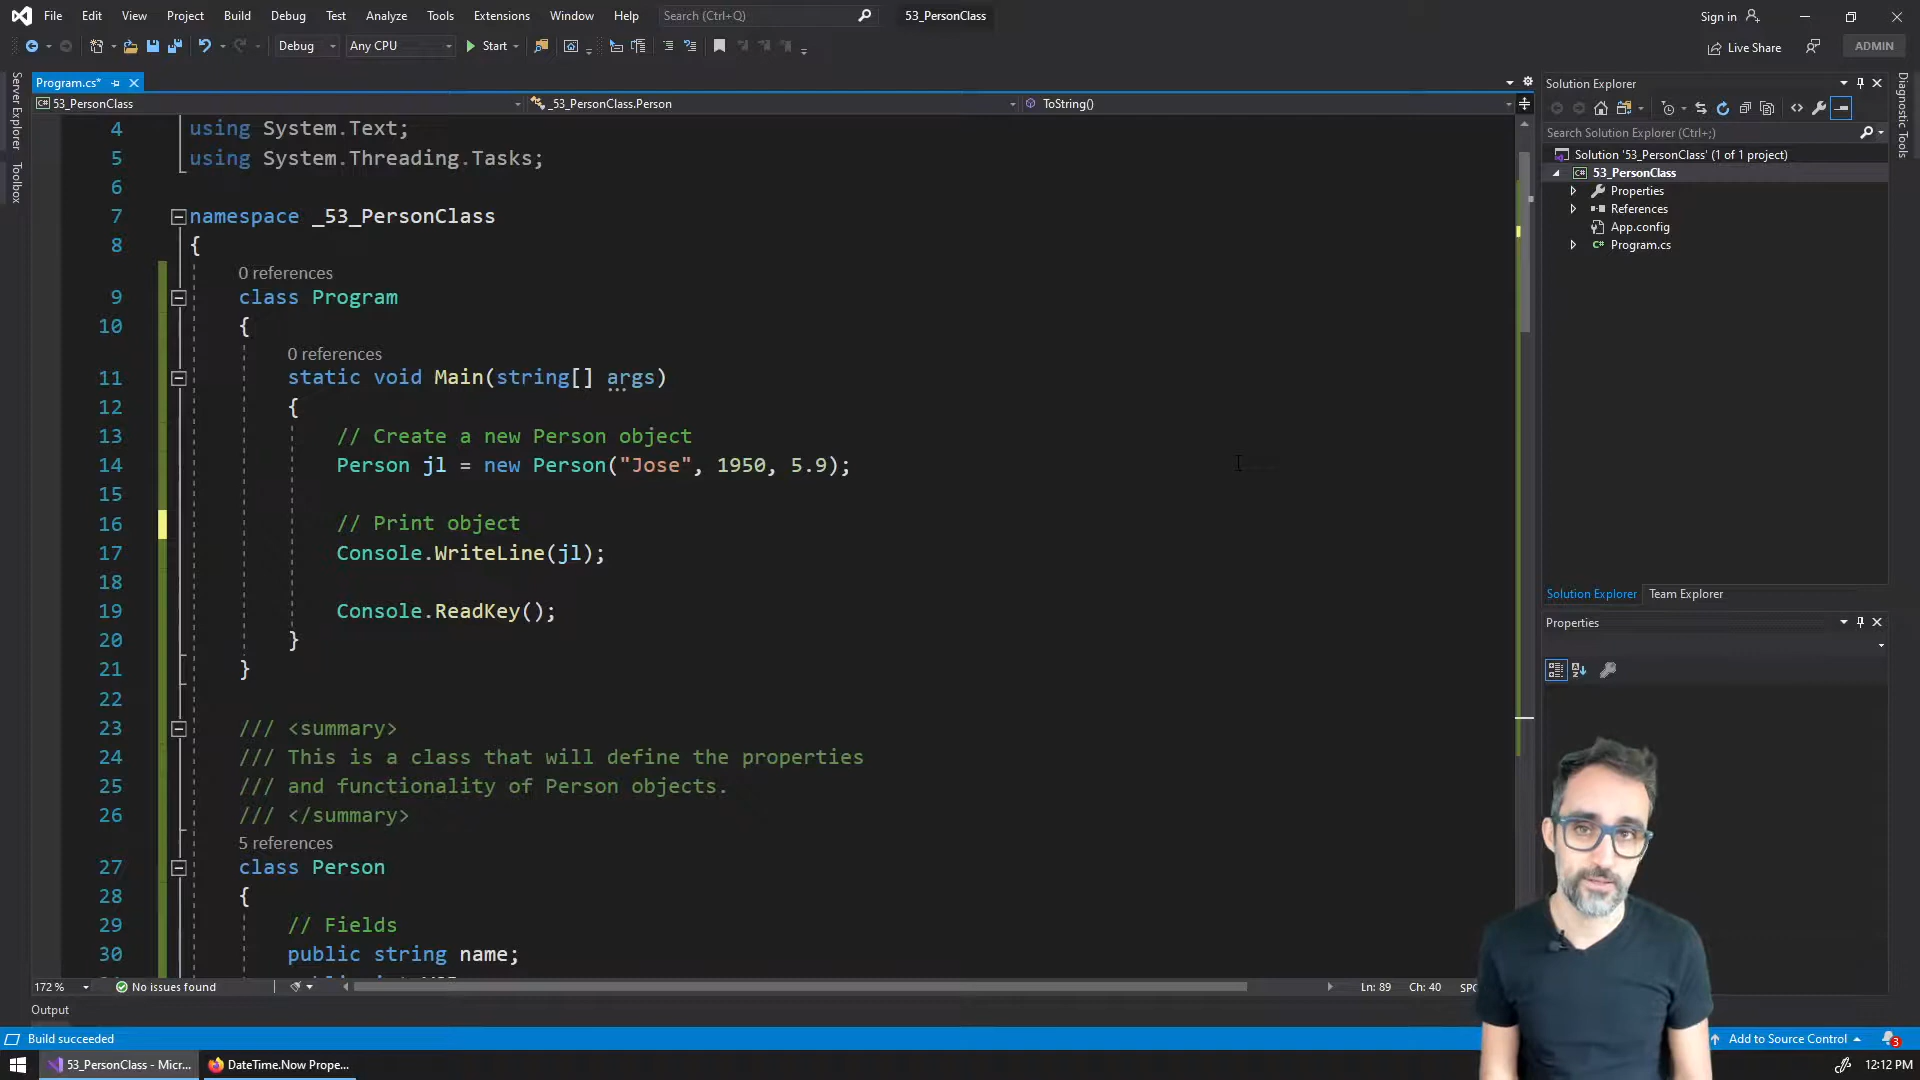 File Edit View Project Build Debug Test Analyze Tools Extensions Window Help Search (Ctrl+Q) 53_PersonClass Sign in
Debug Any CPU Start Live Share ADMIN
Server Explorer
Toolbox
Program.cs*
53_PersonClass _53_PersonClass.Person ToString()
4 using System.Text;
5 using System.Threading.Tasks;
6
7 namespace _53_PersonClass
8 {
0 references
9 class Program
10 {
0 references
11 static void Main(string[] args)
12 {
13 // Create a new Person object
14 Person jl = new Person("Jose", 1950, 5.9);
15
16 // Print object
17 Console.WriteLine(jl);
18
19 Console.ReadKey();
20 }
21 }
22
23 /// <summary>
24 /// This is a class that will define the properties
25 /// and functionality of Person objects.
26 /// </summary>
5 references
27 class Person
28 {
29 // Fields
30 public string name;
172 % No issues found Ln: 89 Ch: 40 SPC
Output
Solution Explorer
Search Solution Explorer (Ctrl+;)
Solution '53_PersonClass' (1 of 1 project)
53_PersonClass
Properties
References
App.config
Program.cs
Solution Explorer Team Explorer
Properties
Diagnostic Tools
Build succeeded Add to Source Control 3
53_PersonClass - Micr... DateTime.Now Prope... 12:12 PM